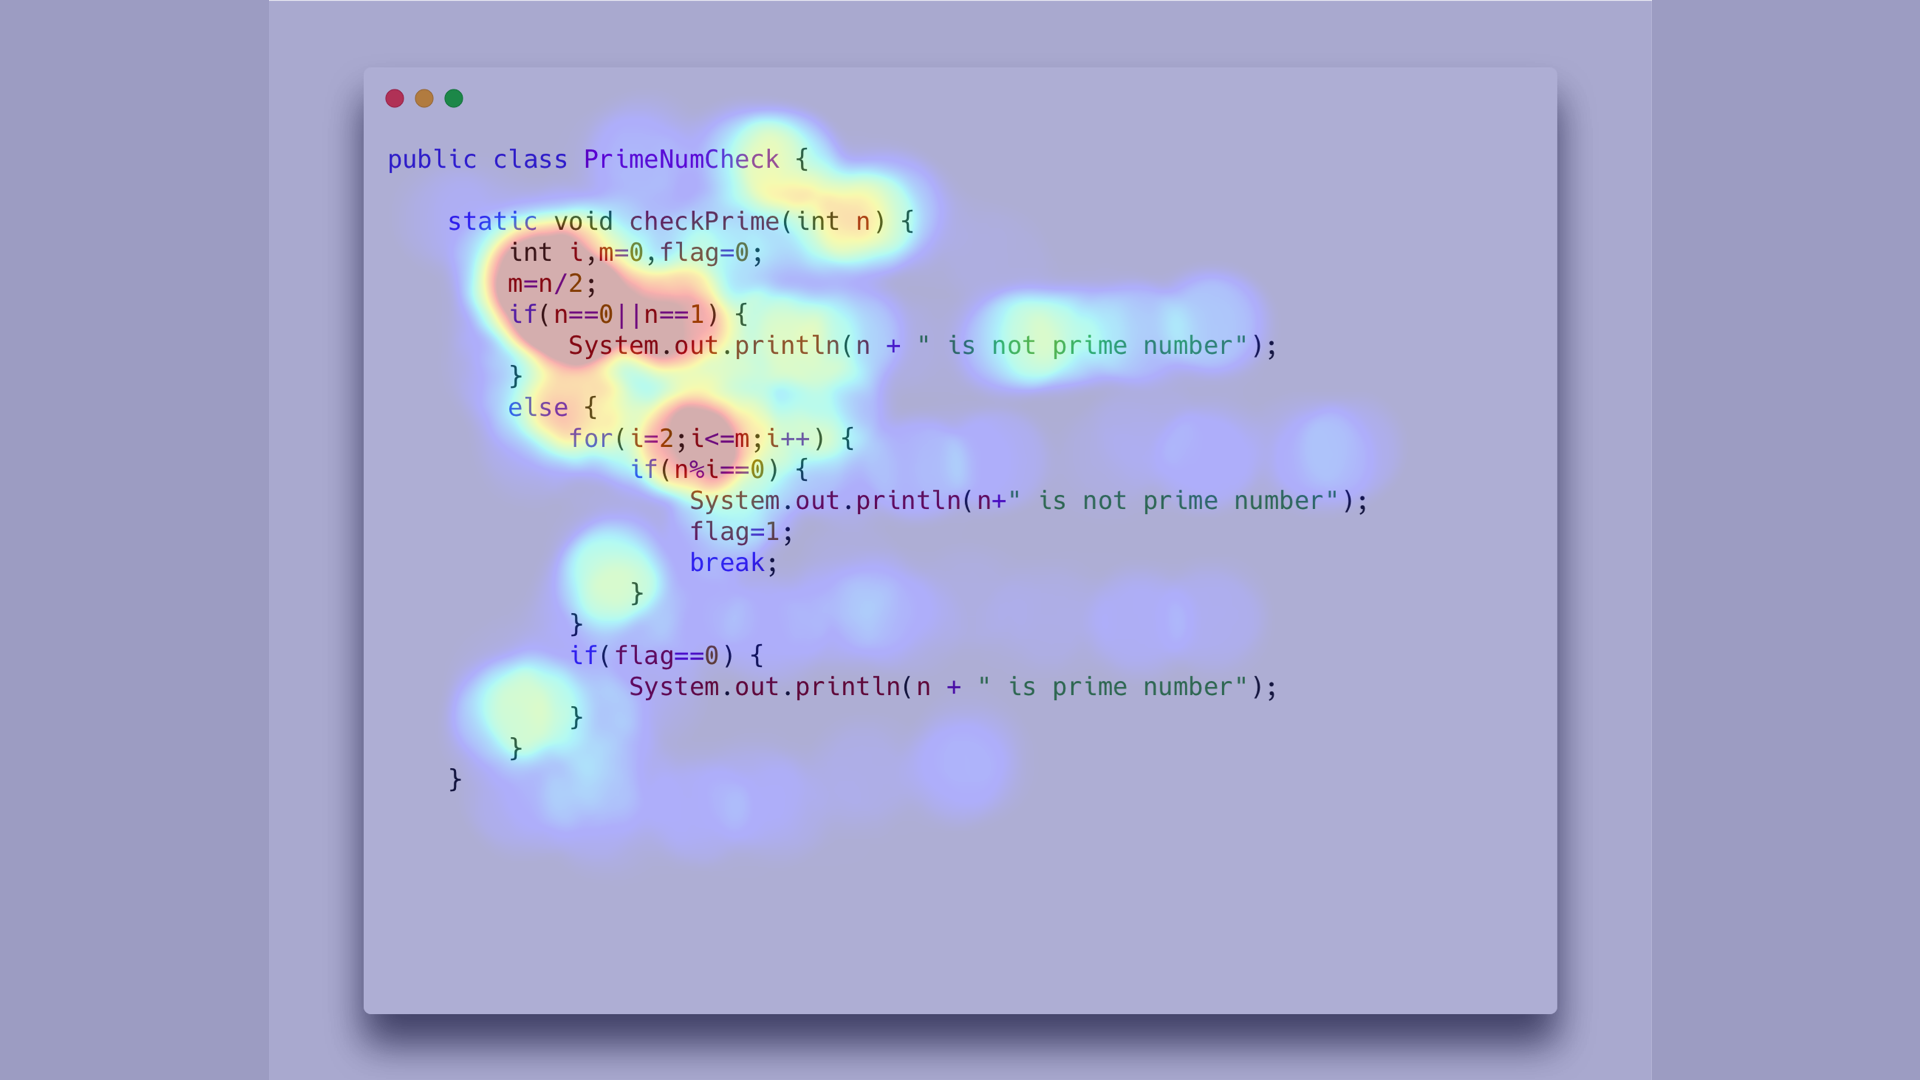 public class PrimeNumCheck {
static void checkPrime(int n) {
int i,m=0,flag=0;
m=n/2;
if(n==0||n==1) {
System.out.println(n + " is not prime number");
}
else {
for(i=2;i<=m;i++) {
if(n%i==0) {
System.out.println(n+" is not prime number");
flag=1;
break;
}
}
if(flag==0) {
System.out.println(n + " is prime number");
}
}
}